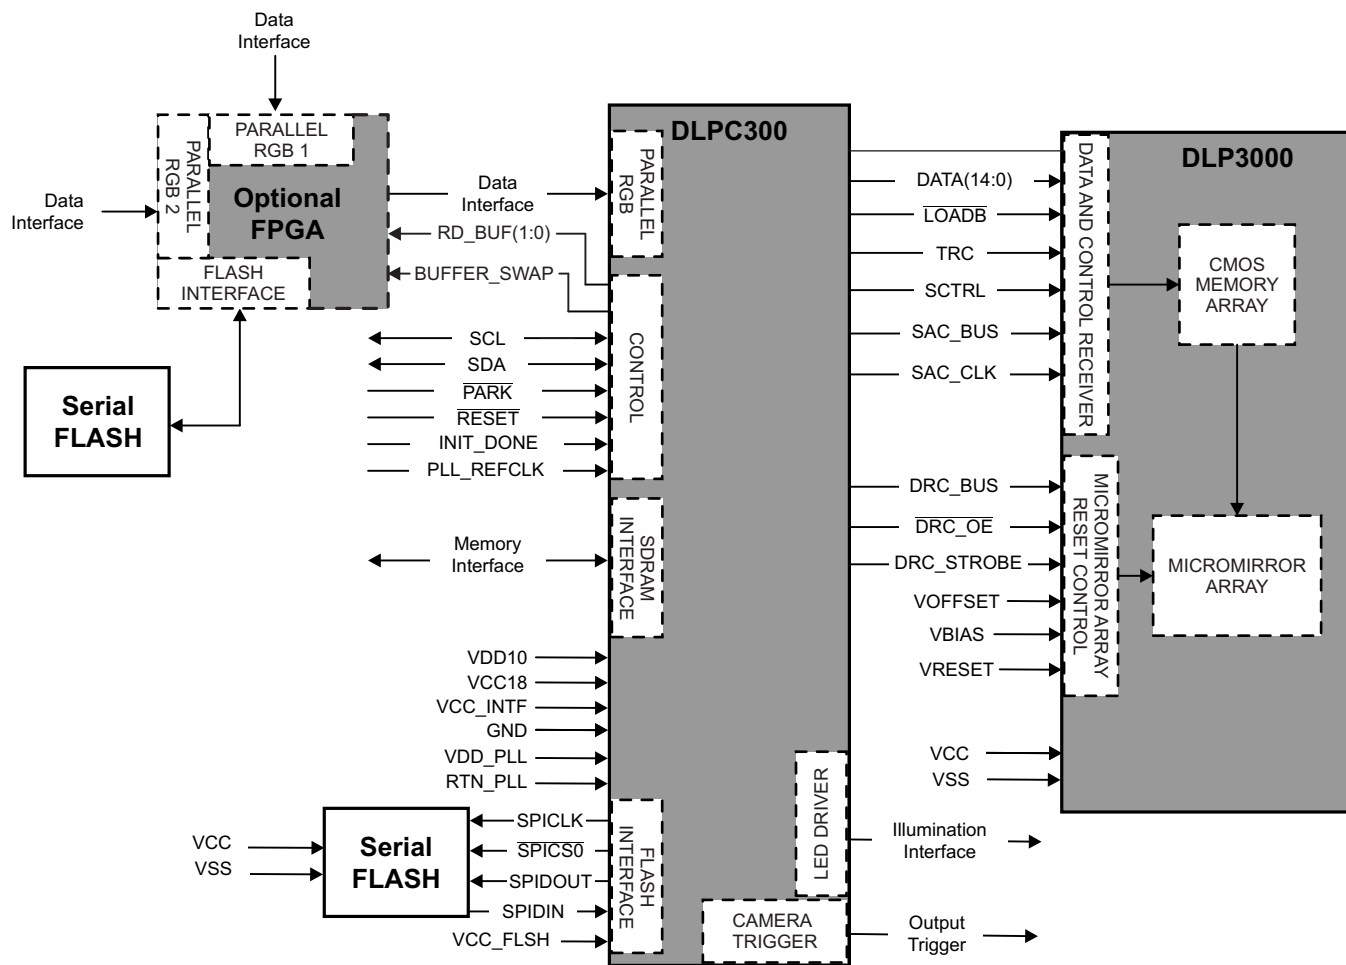 Data
Interface
PARALLEL
RGB 1
PARALLEL
RGB 2
Data
Interface
Optional
FPGA
FLASH
INTERFACE
Serial
FLASH
DLPC300
PARALLEL
RGB
Data
Interface
RD_BUF(1:0)
BUFFER_SWAP
SCL
SDA
PARK
RESET
INIT_DONE
PLL_REFCLK
CONTROL
Memory
Interface
SDRAM
INTERFACE
VDD10
VCC18
VCC_INTF
GND
VDD_PLL
RTN_PLL
VCC
VSS
Serial
FLASH
SPICLK
SPICS0
SPIDOUT
SPIDIN
VCC_FLSH
FLASH
INTERFACE
LED DRIVER
CAMERA
TRIGGER
Illumination
Interface
Output
Trigger
DATA(14:0)
LOADB
TRC
SCTRL
SAC_BUS
SAC_CLK
DRC_BUS
DRC_OE
DRC_STROBE
VOFFSET
VBIAS
VRESET
VCC
VSS
DLP3000
DATA AND CONTROL RECEIVER
CMOS
MEMORY
ARRAY
MICROMIRROR ARRAY
RESET CONTROL
MICROMIRROR
ARRAY